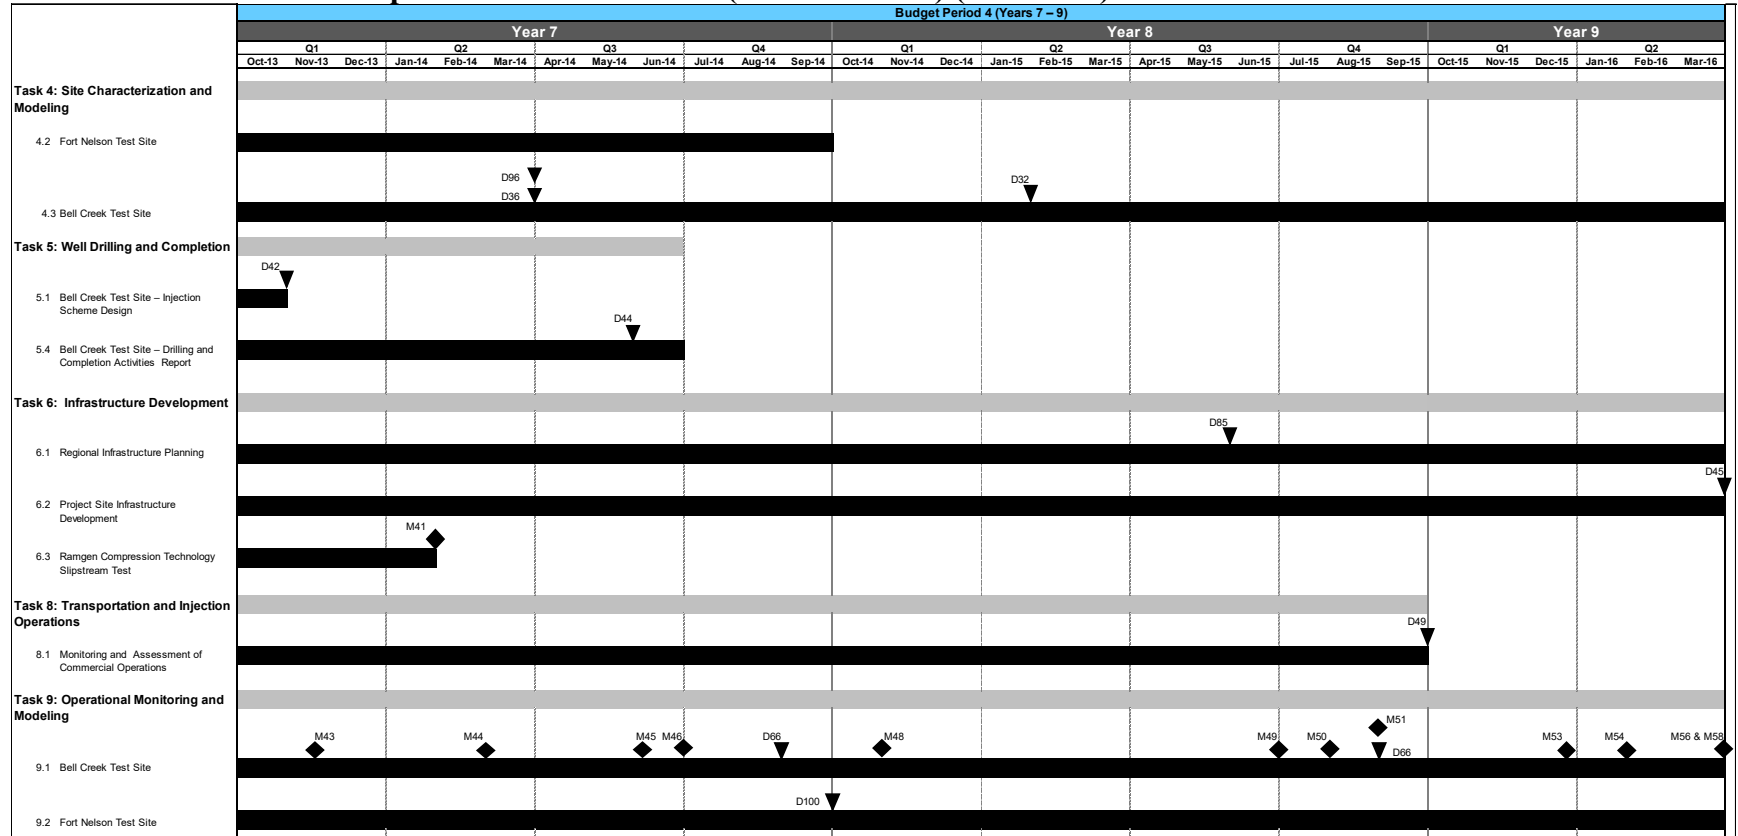 Budget Period 4 (Years 7 – 9)
Year 7 Year 8 Year 9
Q1 Q2 Q3 Q4 Q1 Q2 Q3 Q4 Q1 Q2
Oct-13 Nov-13 Dec-13 Jan-14 Feb-14 Mar-14 Apr-14 May-14 Jun-14 Jul-14 Aug-14 Sep-14 Oct-14 Nov-14 Dec-14 Jan-15 Feb-15 Mar-15 Apr-15 May-15 Jun-15 Jul-15 Aug-15 Sep-15 Oct-15 Nov-15 Dec-15 Jan-16 Feb-16 Mar-16
Task 4: Site Characterization and
Modeling
4.2 Fort Nelson Test Site
D96
D32
D36
4.3 Bell Creek Test Site
Task 5: Well Drilling and Completion
D42
5.1 Bell Creek Test Site – Injection
Scheme Design
D44
5.4 Bell Creek Test Site – Drilling and
Completion Activities Report
Task 6: Infrastructure Development
D85
6.1 Regional Infrastructure Planning
D45
6.2 Project Site Infrastructure
Development
M41
6.3 Ramgen Compression Technology
Slipstream Test
Task 8: Transportation and Injection
Operations
D49
8.1 Monitoring and Assessment of
Commercial Operations
Task 9: Operational Monitoring and
Modeling
M51
M43 M44 M45 M46 D66 M48 M49 M50 M53 M54 M56 & M58
D66
9.1 Bell Creek Test Site
D100
9.2 Fort Nelson Test Site